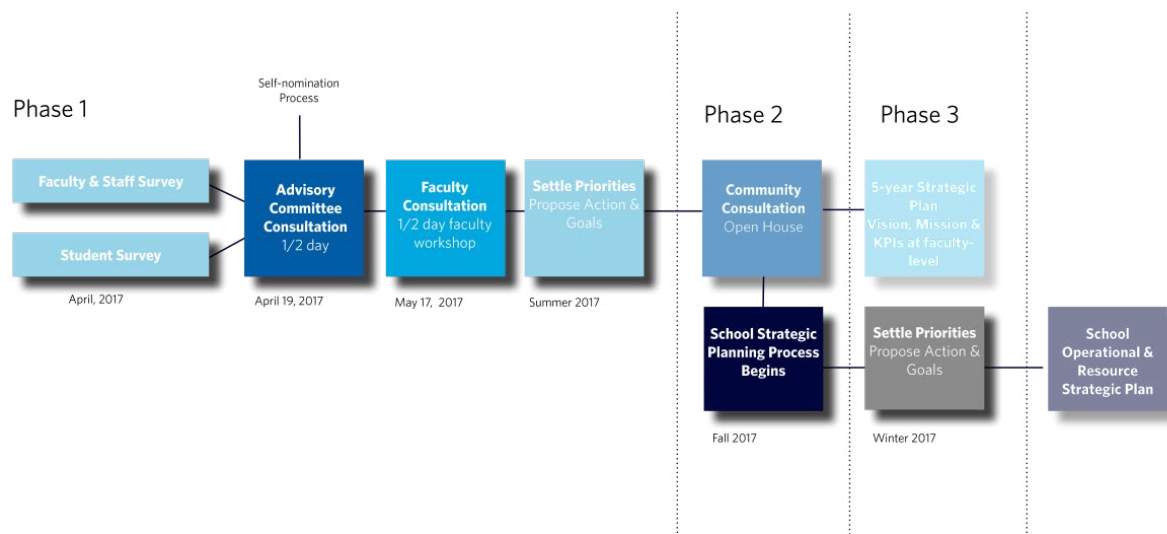 Self-nomination
Process
Phase 1
Phase 2
Phase 3
Faculty & Staff Survey
Student Survey
April, 2017
Advisory
Committee
Consultation
1/2 day
April 19, 2017
Faculty
Consultation
1/2 day faculty
workshop
May 17, 2017
Settle Priorities
Propose Action &
Goals
Summer 2017
Community
Consultation
Open House
5-year Strategic
Plan
Vision, Mission &
KPIs at faculty-
level
School Strategic
Planning Process
Begins
Fall 2017
Settle Priorities
Propose Action &
Goals
Winter 2017
School
Operational &
Resource
Strategic Plan